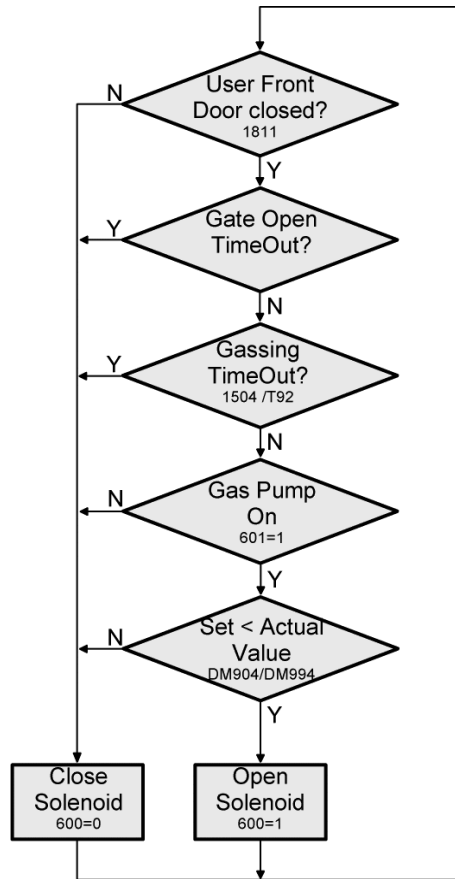 User Front
N
Door closed?
1811
Y
Gate Open
Y
TimeOut?
N
Gassing
Y
TimeOut?
1504 /T92
N
Gas Pump
N
On
601=1
Y
Set < Actual
N
Value
DM904/DM994
Y
Close
Solenoid
600=0
Open
Solenoid
600=1